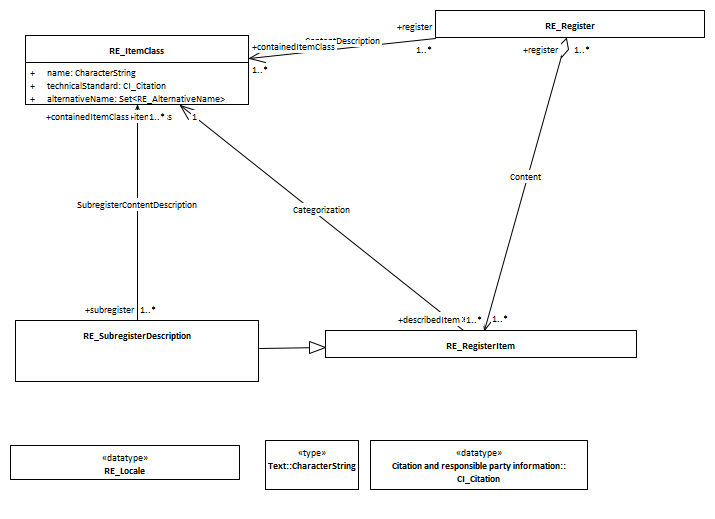 RE_Register
+register
ContentDescription
+containedItemClass
1..*
+register
1..*
RE_ItemClass
1..*
+ name: CharacterString
+ technicalStandard: CI_Citation
+ alternativeName: Set<RE_AlternativeName>
+containedItemClass 1..*
1
Content
SubregisterContentDescription
Categorization
+subregister 1..*
+describedItem 1..*
1..*
RE_SubregisterDescription
RE_RegisterItem
«datatype»
RE_Locale
«type»
Text::CharacterString
«datatype»
Citation and responsible party information::
CI_Citation